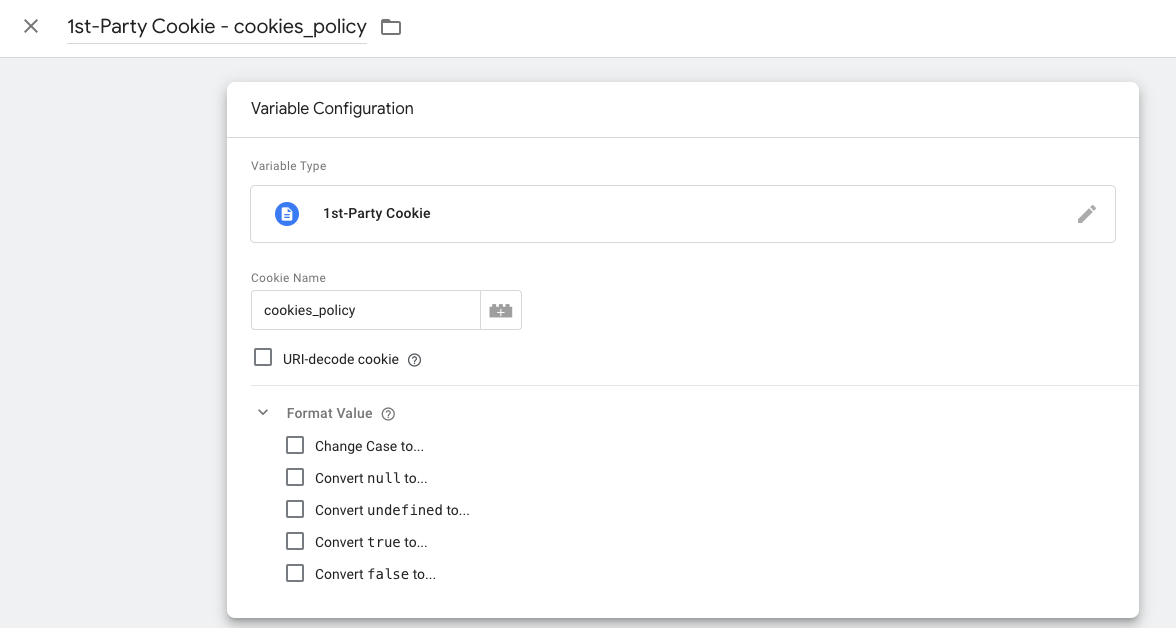 1st-Party Cookie - cookies_policy
Variable Configuration
Variable Type
1st-Party Cookie
Cookie Name
cookies_policy
URI-decode cookie
Format Value
Change Case to...
Convert null to...
Convert undefined to...
Convert true to...
Convert false to...